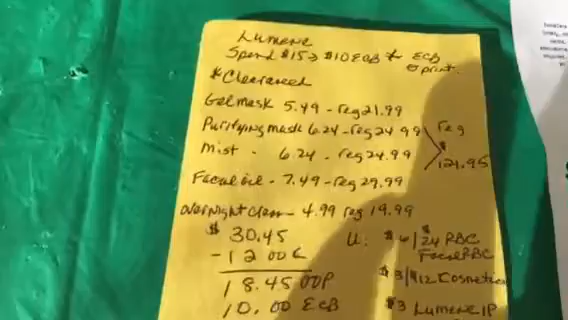 Lumene
Spend $15 → $10 ECB * ECB
print.
*Clearanced
Gel mask 5.49 - reg 21.99
Purifying mask 6.24 - reg 24.99 reg
Mist - 6.24 - reg 24.99 $121.95
Facial oil - 7.49 - reg 29.99
Overnight cream - 4.99 reg 19.99
$30.45 U: $4/$24 RBC
-12.00 C Facial RBC
18.45 OOP $3/$12 Cosmetics
10.00 ECB $3 Lumene IP